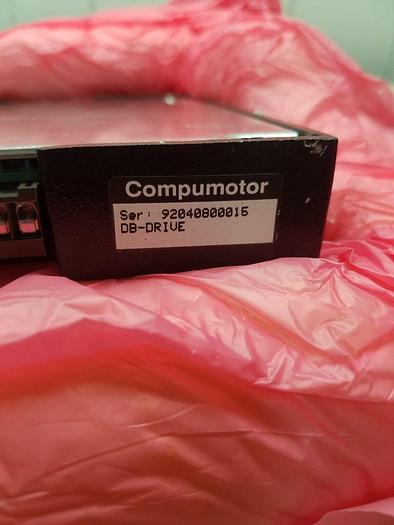 Compumotor
Ser: 92040800015
DB-DRIVE